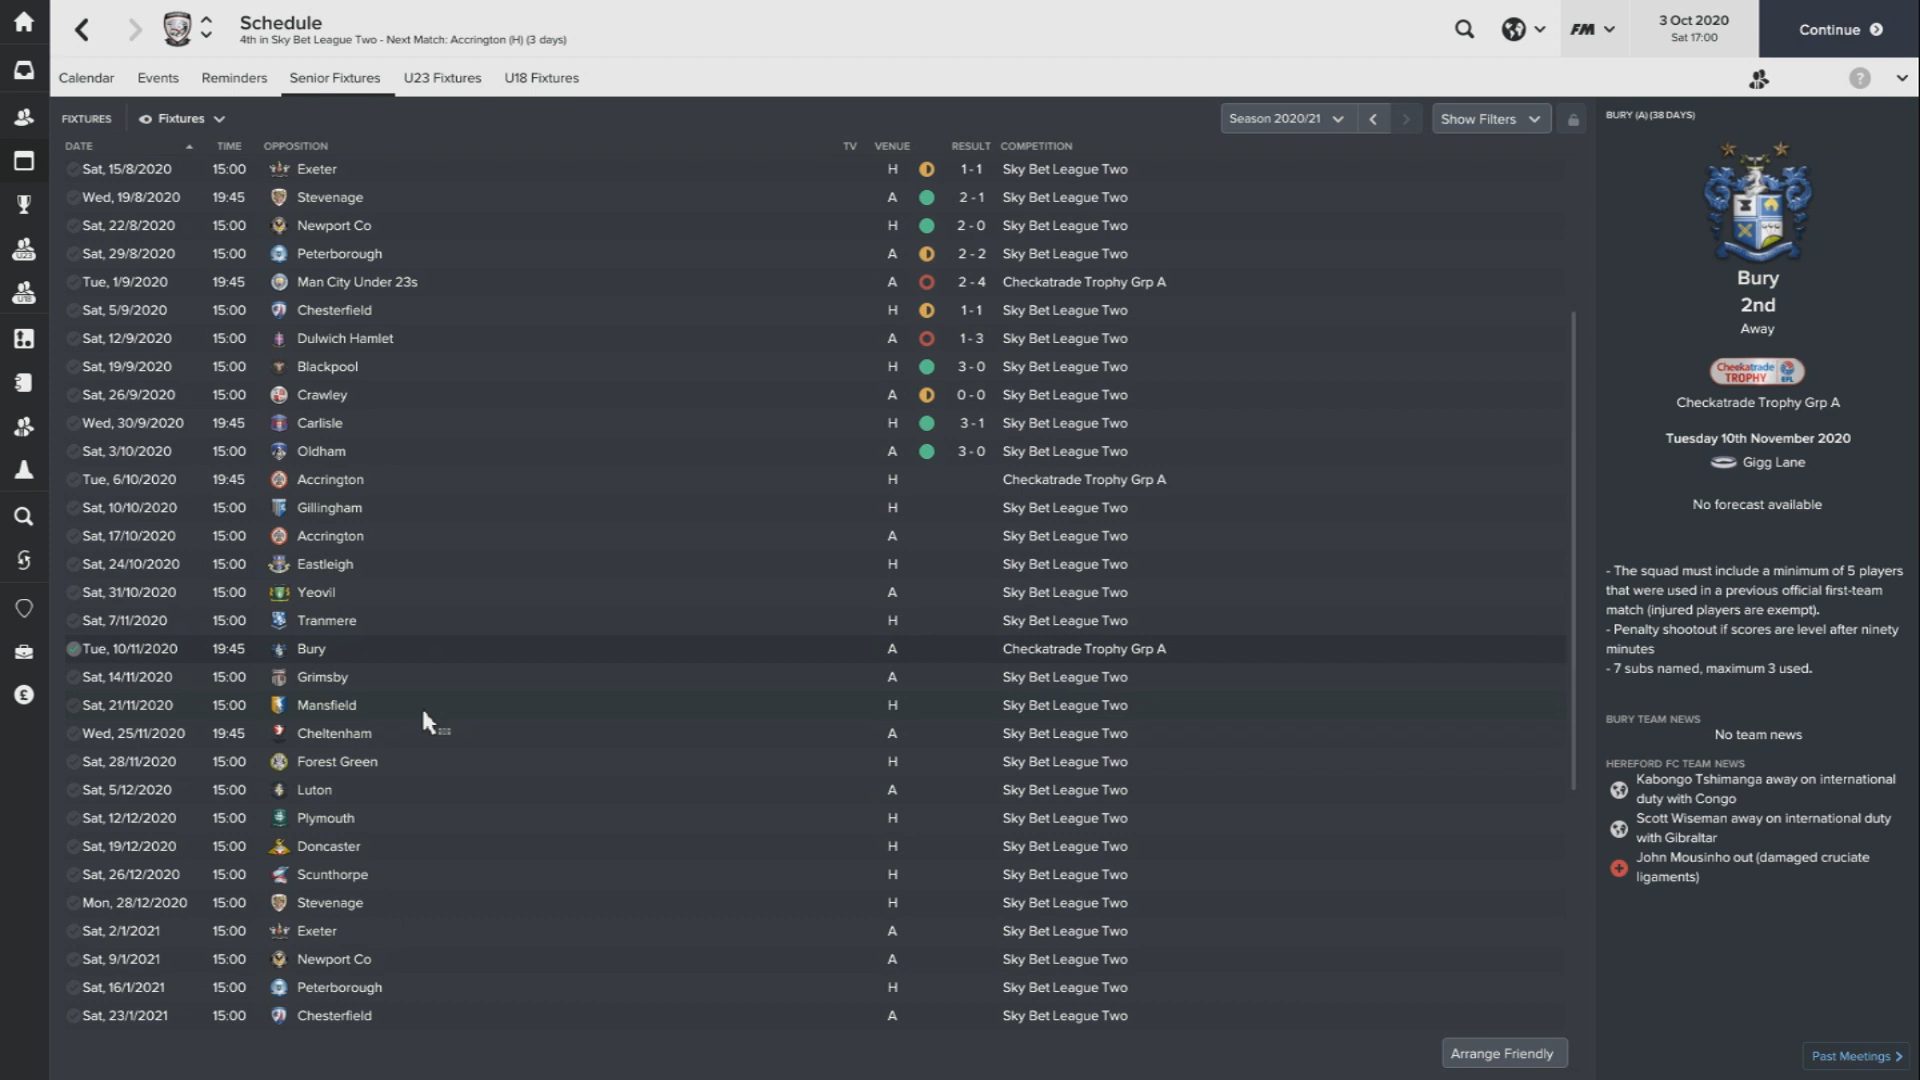 Schedule
4th in Sky Bet League Two - Next Match: Accrington (H) (3 days)
FM
3 Oct 2020
Sat 17:00
Continue
Calendar Events Reminders Senior Fixtures U23 Fixtures U18 Fixtures
?
FIXTURES Fixtures Season 2020/21 Show Filters
DATE TIME OPPOSITION TV VENUE RESULT COMPETITION
Sat, 15/8/2020 15:00 Exeter H 1 - 1 Sky Bet League Two
Wed, 19/8/2020 19:45 Stevenage A 2 - 1 Sky Bet League Two
Sat, 22/8/2020 15:00 Newport Co H 2 - 0 Sky Bet League Two
Sat, 29/8/2020 15:00 Peterborough A 2 - 2 Sky Bet League Two
Tue, 1/9/2020 19:45 Man City Under 23s A 2 - 4 Checkatrade Trophy Grp A
Sat, 5/9/2020 15:00 Chesterfield H 1 - 1 Sky Bet League Two
Sat, 12/9/2020 15:00 Dulwich Hamlet A 1 - 3 Sky Bet League Two
Sat, 19/9/2020 15:00 Blackpool H 3 - 0 Sky Bet League Two
Sat, 26/9/2020 15:00 Crawley A 0 - 0 Sky Bet League Two
Wed, 30/9/2020 19:45 Carlisle H 3 - 1 Sky Bet League Two
Sat, 3/10/2020 15:00 Oldham A 3 - 0 Sky Bet League Two
Tue, 6/10/2020 19:45 Accrington H Checkatrade Trophy Grp A
Sat, 10/10/2020 15:00 Gillingham H Sky Bet League Two
Sat, 17/10/2020 15:00 Accrington A Sky Bet League Two
Sat, 24/10/2020 15:00 Eastleigh H Sky Bet League Two
Sat, 31/10/2020 15:00 Yeovil A Sky Bet League Two
Sat, 7/11/2020 15:00 Tranmere H Sky Bet League Two
Tue, 10/11/2020 19:45 Bury A Checkatrade Trophy Grp A
Sat, 14/11/2020 15:00 Grimsby A Sky Bet League Two
Sat, 21/11/2020 15:00 Mansfield H Sky Bet League Two
Wed, 25/11/2020 19:45 Cheltenham A Sky Bet League Two
Sat, 28/11/2020 15:00 Forest Green H Sky Bet League Two
Sat, 5/12/2020 15:00 Luton A Sky Bet League Two
Sat, 12/12/2020 15:00 Plymouth H Sky Bet League Two
Sat, 19/12/2020 15:00 Doncaster H Sky Bet League Two
Sat, 26/12/2020 15:00 Scunthorpe H Sky Bet League Two
Mon, 28/12/2020 15:00 Stevenage H Sky Bet League Two
Sat, 2/1/2021 15:00 Exeter A Sky Bet League Two
Sat, 9/1/2021 15:00 Newport Co A Sky Bet League Two
Sat, 16/1/2021 15:00 Peterborough H Sky Bet League Two
Sat, 23/1/2021 15:00 Chesterfield A Sky Bet League Two
Arrange Friendly
U23
U18
£
BURY (A) (38 DAYS)
Bury
2nd
Away
Checkatrade
TROPHY EFL
Checkatrade Trophy Grp A
Tuesday 10th November 2020
Gigg Lane
No forecast available
- The squad must include a minimum of 5 players
that were used in a previous official first-team
match (injured players are exempt).
- Penalty shootout if scores are level after ninety
minutes
- 7 subs named, maximum 3 used.
BURY TEAM NEWS
No team news
HEREFORD FC TEAM NEWS
Kabongo Tshimanga away on international
duty with Congo
Scott Wiseman away on international duty
with Gibraltar
John Mousinho out (damaged cruciate
ligaments)
Past Meetings